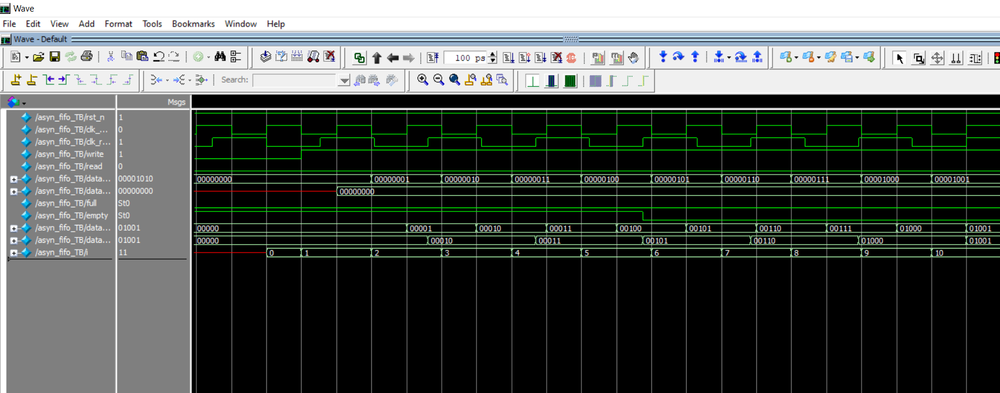 Wave
File Edit View Add Format Tools Bookmarks Window Help
Wave - Default
100 ps
Search:
Msgs
/asyn_fifo_TB/rst_n 1
/asyn_fifo_TB/clk_... 0
/asyn_fifo_TB/clk_r... 1
/asyn_fifo_TB/write 1
/asyn_fifo_TB/read 0
/asyn_fifo_TB/data... 00001010 00000000 00000001 00000010 00000011 00000100 00000101 00000110 00000111 00001000 00001001
/asyn_fifo_TB/data... 00000000 00000000
/asyn_fifo_TB/full St0
/asyn_fifo_TB/empty St0
/asyn_fifo_TB/data... 01001 00000 00001 00010 00011 00100 00101 00110 00111 01000 01001
/asyn_fifo_TB/data... 01001 00000 00010 00011 00101 00110 01000 01001
/asyn_fifo_TB/i 11 0 1 2 3 4 5 6 7 8 9 10